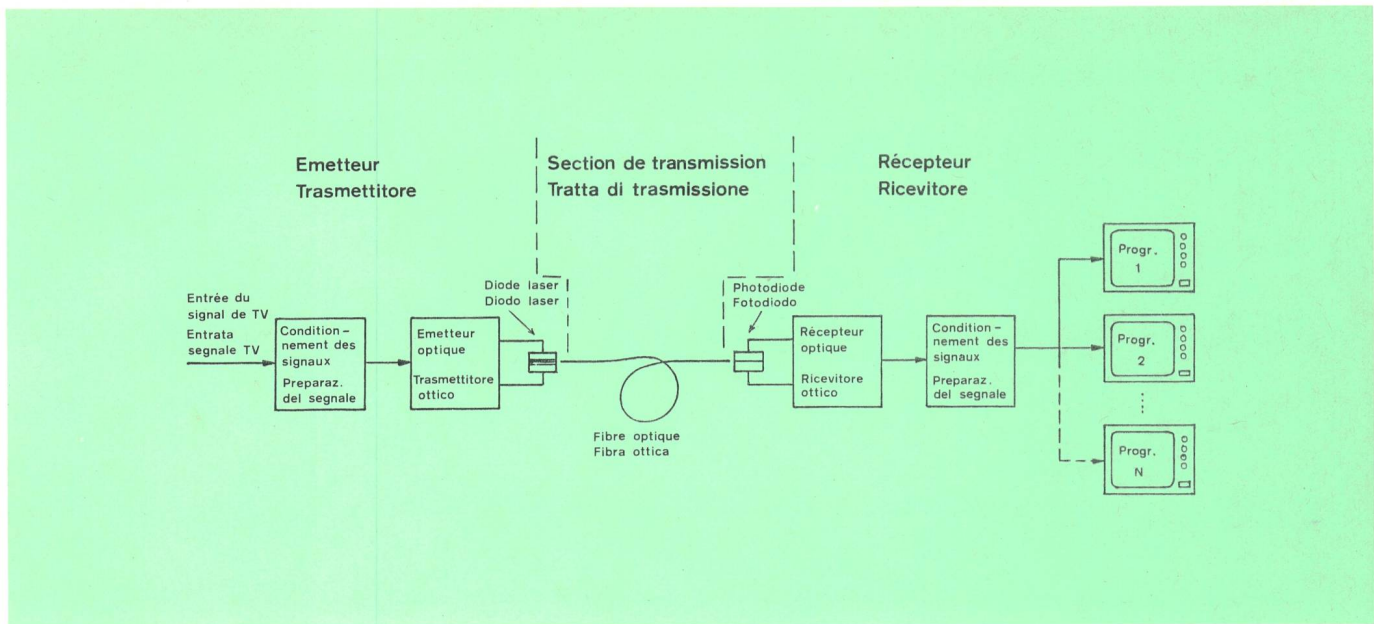 Emetteur
Trasmettitore
Section de transmission
Tratta di trasmissione
Récepteur
Ricevitore
Entrée du
signal de TV
Entrata
segnale TV
Condition –
nement des
signaux
Preparaz.
del segnale
Emetteur
optique
Trasmettitore
ottico
Diode laser
Diodo laser
Fibre optique
Fibra ottica
Photodiode
Fotodiodo
Récepteur
optique
Ricevitore
ottico
Condition –
nement des
signaux
Preparaz.
del segnale
Progr.
1
Progr.
2
Progr.
N